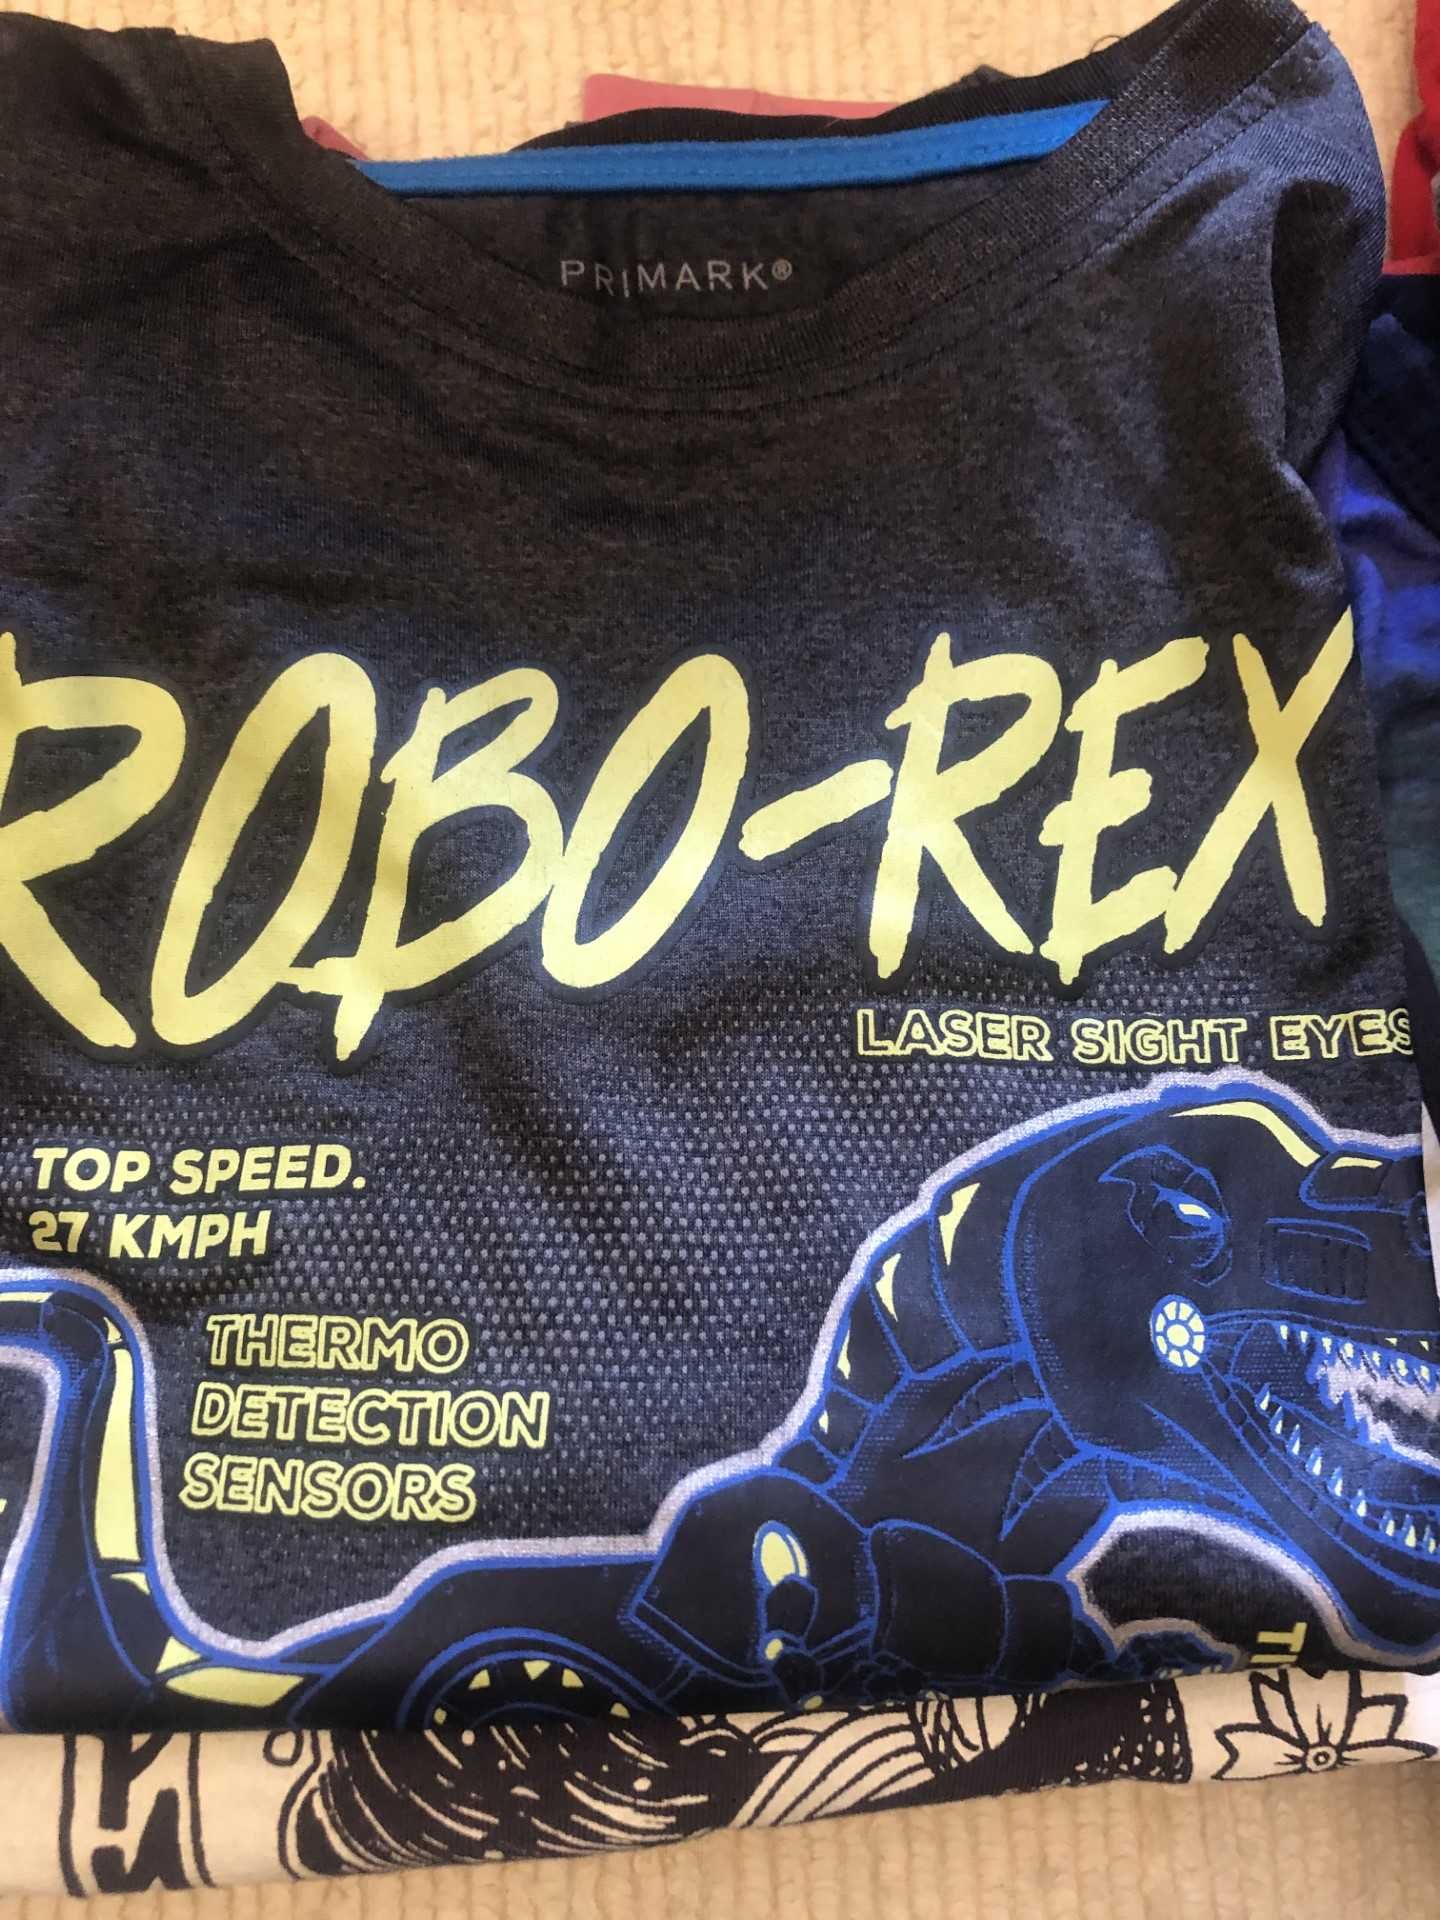 PRIMARK®
ROBO-REX
LASER SIGHT EYES
TOP SPEED.
27 KMPH
THERMO
DETECTION
SENSORS